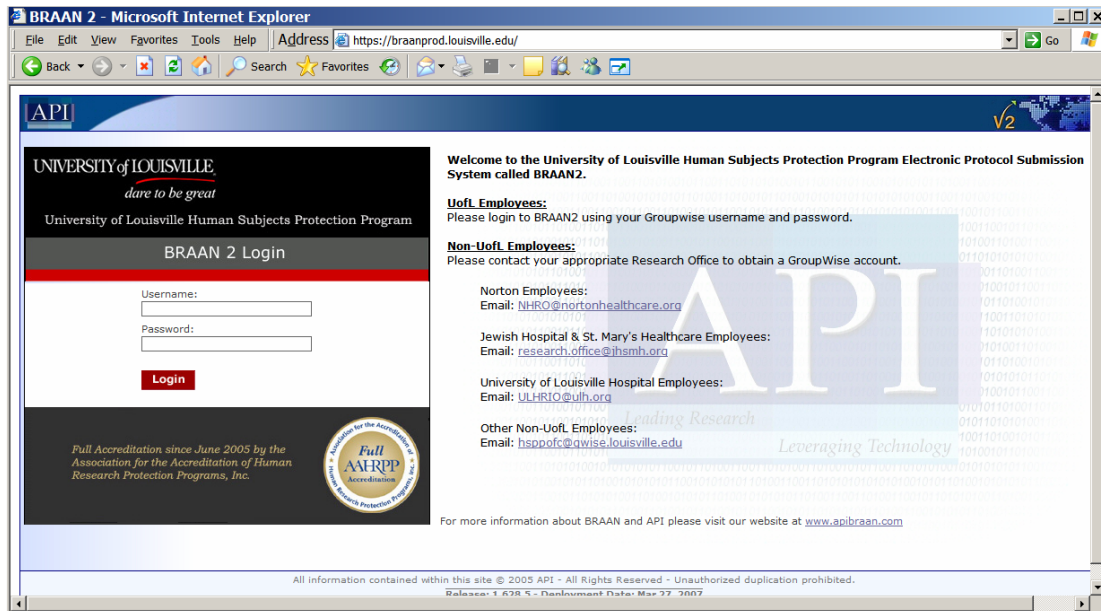 BRAAN 2 - Microsoft Internet Explorer
File Edit View Favorites Tools Help Address https://braanprod.louisville.edu/ Go
Back Search Favorites
API
V2
UNIVERSITY of LOUISVILLE.
dare to be great
University of Louisville Human Subjects Protection Program
BRAAN 2 Login
Username:
Password:
Login
Full Accreditation since June 2005 by the
Association for the Accreditation of Human
Research Protection Programs, Inc.
Association for the Accreditation of Human Research Protection Programs, Inc.
Full
AAHRPP
Accreditation
Welcome to the University of Louisville Human Subjects Protection Program Electronic Protocol Submission
System called BRAAN2.
UofL Employees:
Please login to BRAAN2 using your Groupwise username and password.
Non-UofL Employees:
Please contact your appropriate Research Office to obtain a GroupWise account.
Norton Employees:
Email: NHRO@nortonhealthcare.org
Jewish Hospital & St. Mary's Healthcare Employees:
Email: research.office@jhsmh.org
University of Louisville Hospital Employees:
Email: ULHRIO@ulh.org
Other Non-UofL Employees:
Email: hsppofc@gwise.louisville.edu
API
Leading Research
Leveraging Technology
For more information about BRAAN and API please visit our website at www.apibraan.com
All information contained within this site © 2005 API - All Rights Reserved - Unauthorized duplication prohibited.
Release: 1.628.5 - Deployment Date: Mar 27, 2007